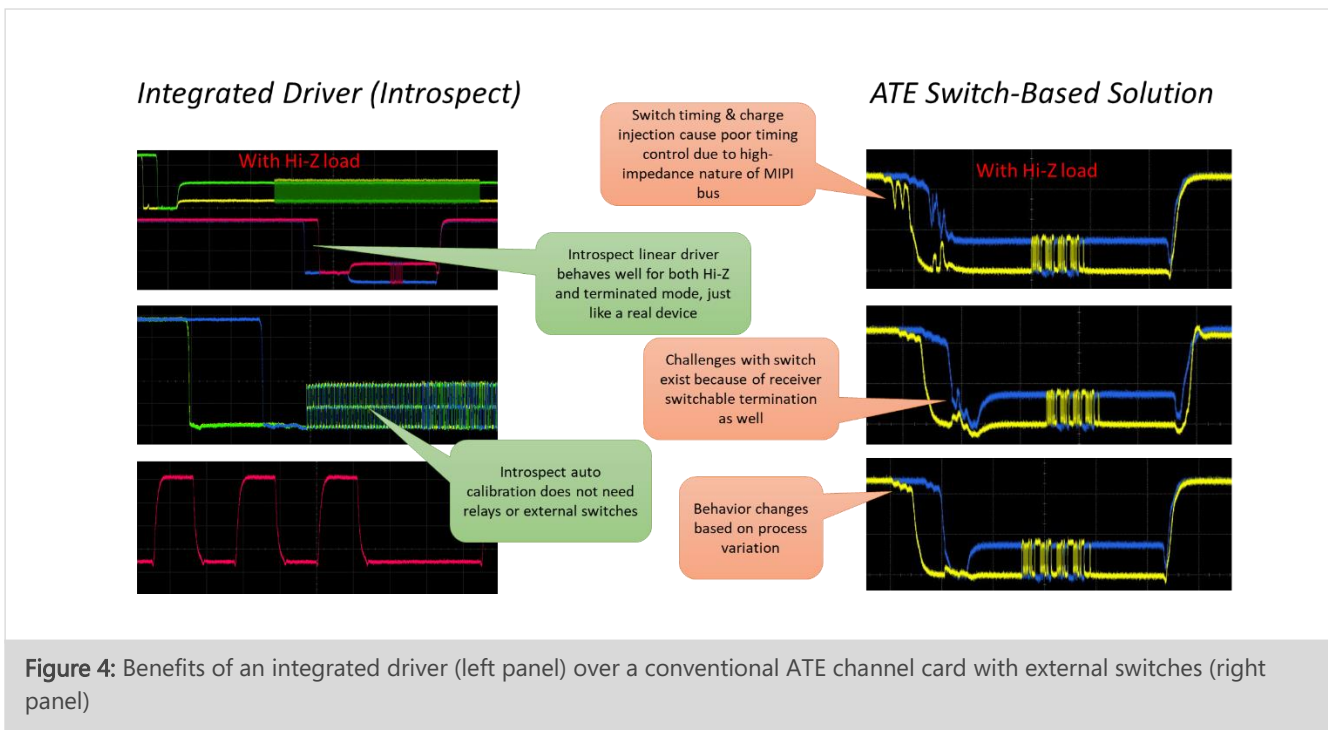 Integrated Driver (Introspect)
ATE Switch-Based Solution
With Hi-Z load
Switch timing & charge
injection cause poor timing
control due to high-
impedance nature of MIPI
bus
With Hi-Z load
Introspect linear driver
behaves well for both Hi-Z
and terminated mode, just
like a real device
Challenges with switch
exist because of receiver
switchable termination
as well
Introspect auto
calibration does not need
relays or external switches
Behavior changes
based on process
variation
Figure 4: Benefits of an integrated driver (left panel) over a conventional ATE channel card with external switches (right
panel)